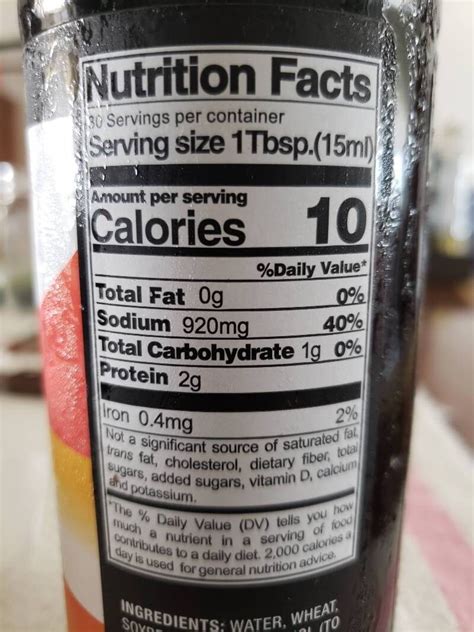 Nutrition Facts
30 Servings per container
Serving size 1Tbsp.(15ml)
Amount per serving
Calories 10
%Daily Value*
Total Fat 0g 0%
Sodium 920mg 40%
Total Carbohydrate 1g 0%
Protein 2g
Iron 0.4mg 2%
Not a significant source of saturated fat,
trans fat, cholesterol, dietary fiber, total
sugars, added sugars, vitamin D, calcium
and potassium.
*The % Daily Value (DV) tells you how
much a nutrient in a serving of food
contributes to a daily diet. 2,000 calories a
day is used for general nutrition advice.
INGREDIENTS: WATER, WHEAT,
(TO